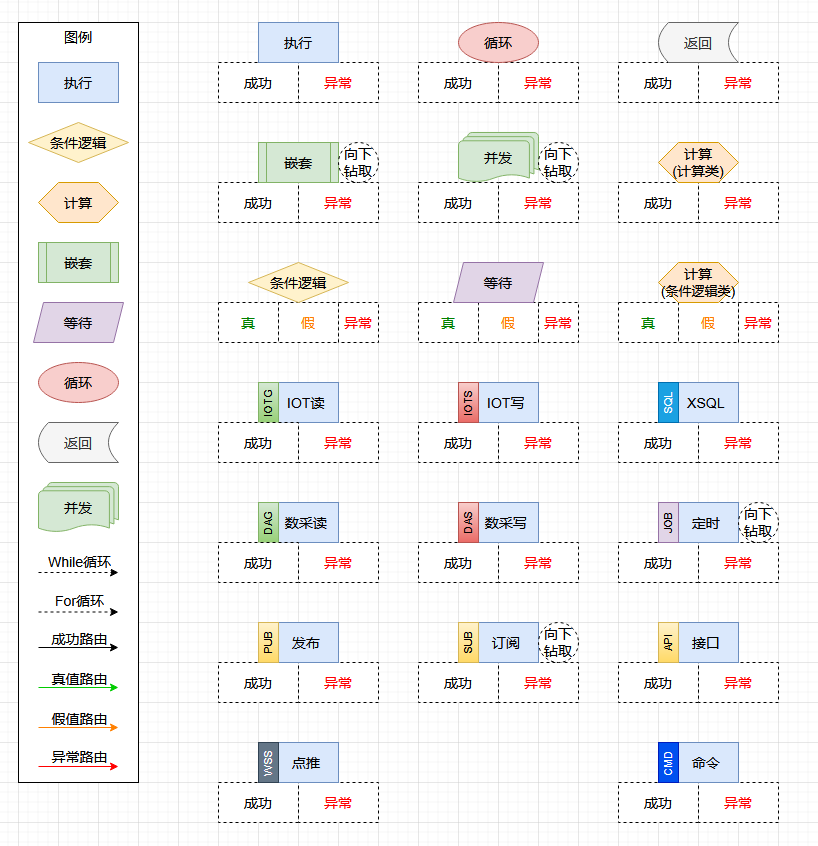 图例
执行
条件逻辑
计算
嵌套
等待
循环
返回
并发
While循环
For循环
成功路由
真值路由
假值路由
异常路由
执行
成功 异常
循环
成功 异常
返回
成功 异常
嵌套
向下
钻取
成功 异常
并发
向下
钻取
成功 异常
计算
(计算类)
成功 异常
条件逻辑
真 假 异常
等待
真 假 异常
计算
(条件逻辑类)
真 假 异常
IOTG IOT读
成功 异常
IOTS IOT写
成功 异常
SQL XSQL
成功 异常
DAG 数采读
成功 异常
DAS 数采写
成功 异常
JOB 定时
向下
钻取
成功 异常
PUB 发布
成功 异常
SUB 订阅
向下
钻取
成功 异常
API 接口
成功 异常
WSS 点推
成功 异常
CMD 命令
成功 异常